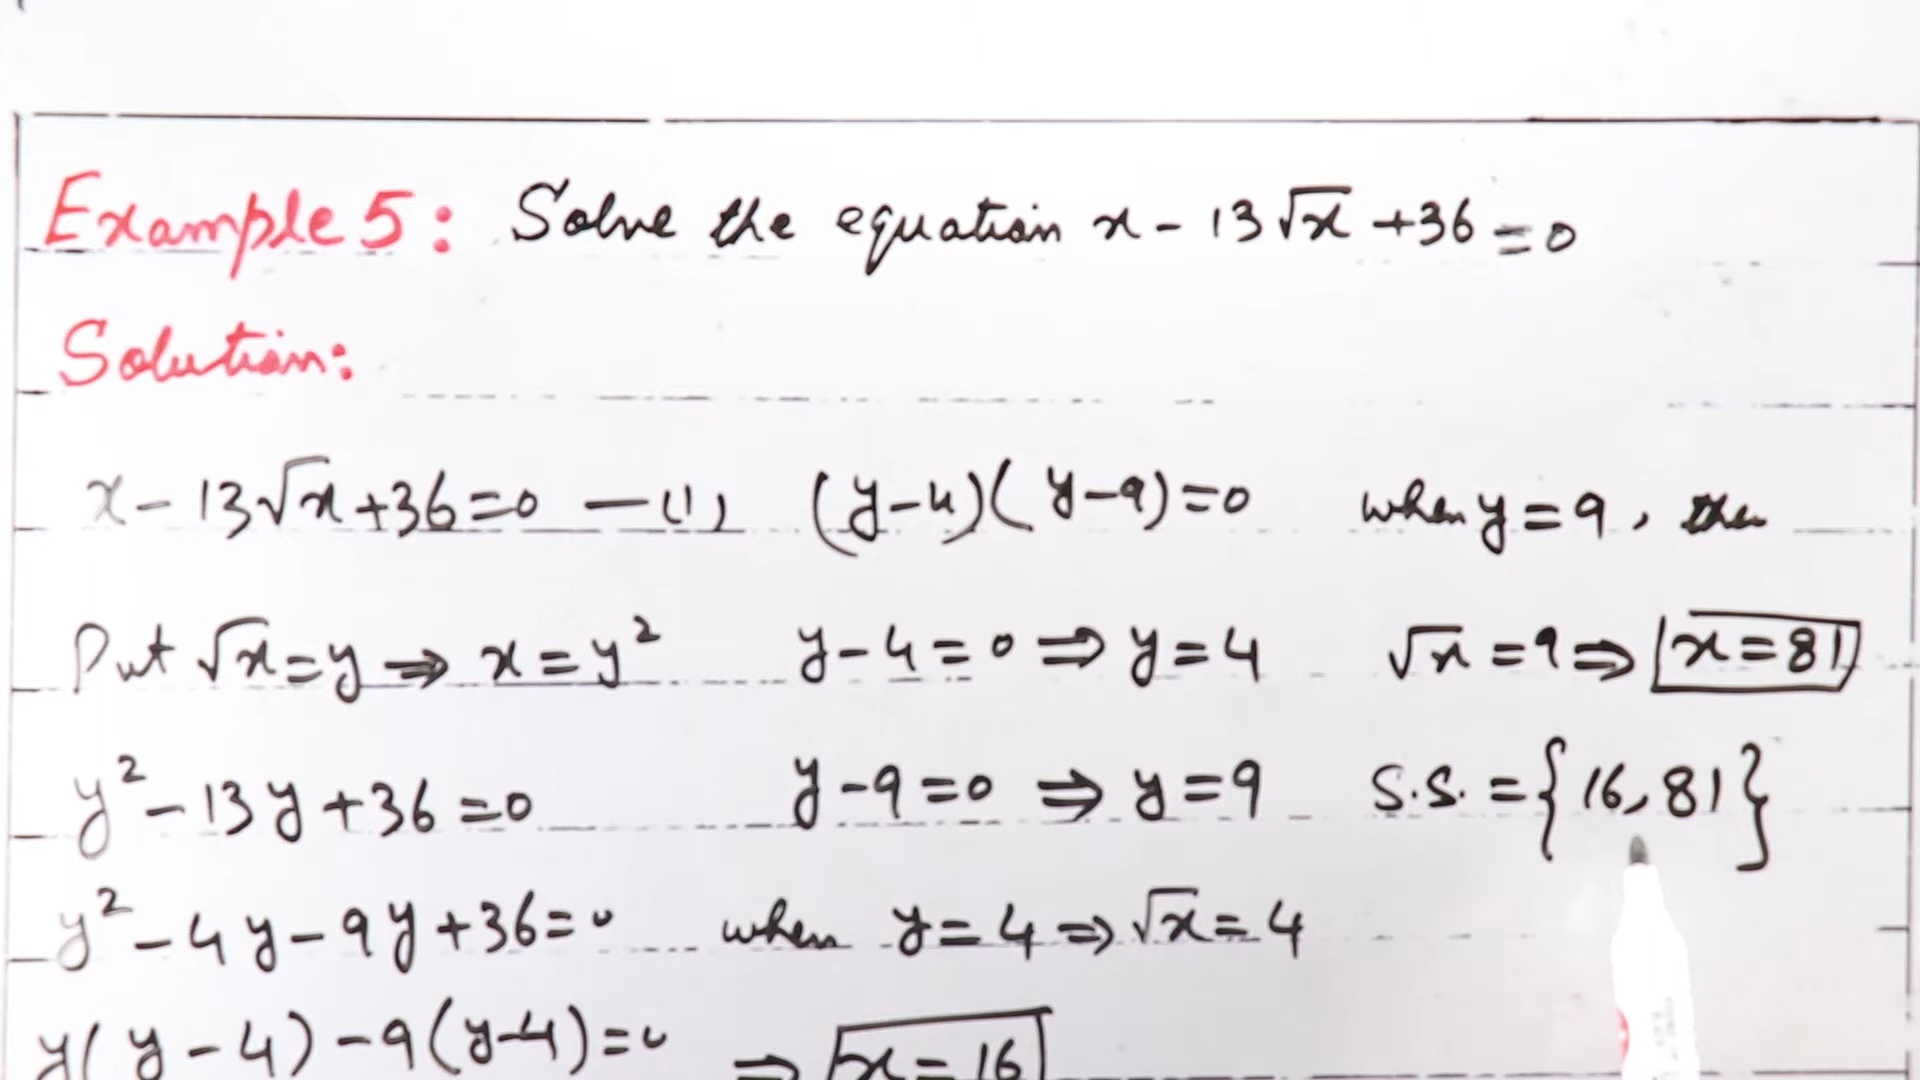 Example 5: Solve the equation x - 13√x + 36 = 0
Solution:
x - 13√x + 36 = 0 — (1)
Put √x = y ⇒ x = y²
y² - 13y + 36 = 0
y² - 4y - 9y + 36 = 0
y(y - 4) - 9(y - 4) = 0
(y - 4)(y - 9) = 0
y - 4 = 0 ⇒ y = 4
y - 9 = 0 ⇒ y = 9
when y = 4 ⇒ √x = 4
⇒ x = 16
when y = 9, then
√x = 9 ⇒ x = 81
S.S. = {16, 81}